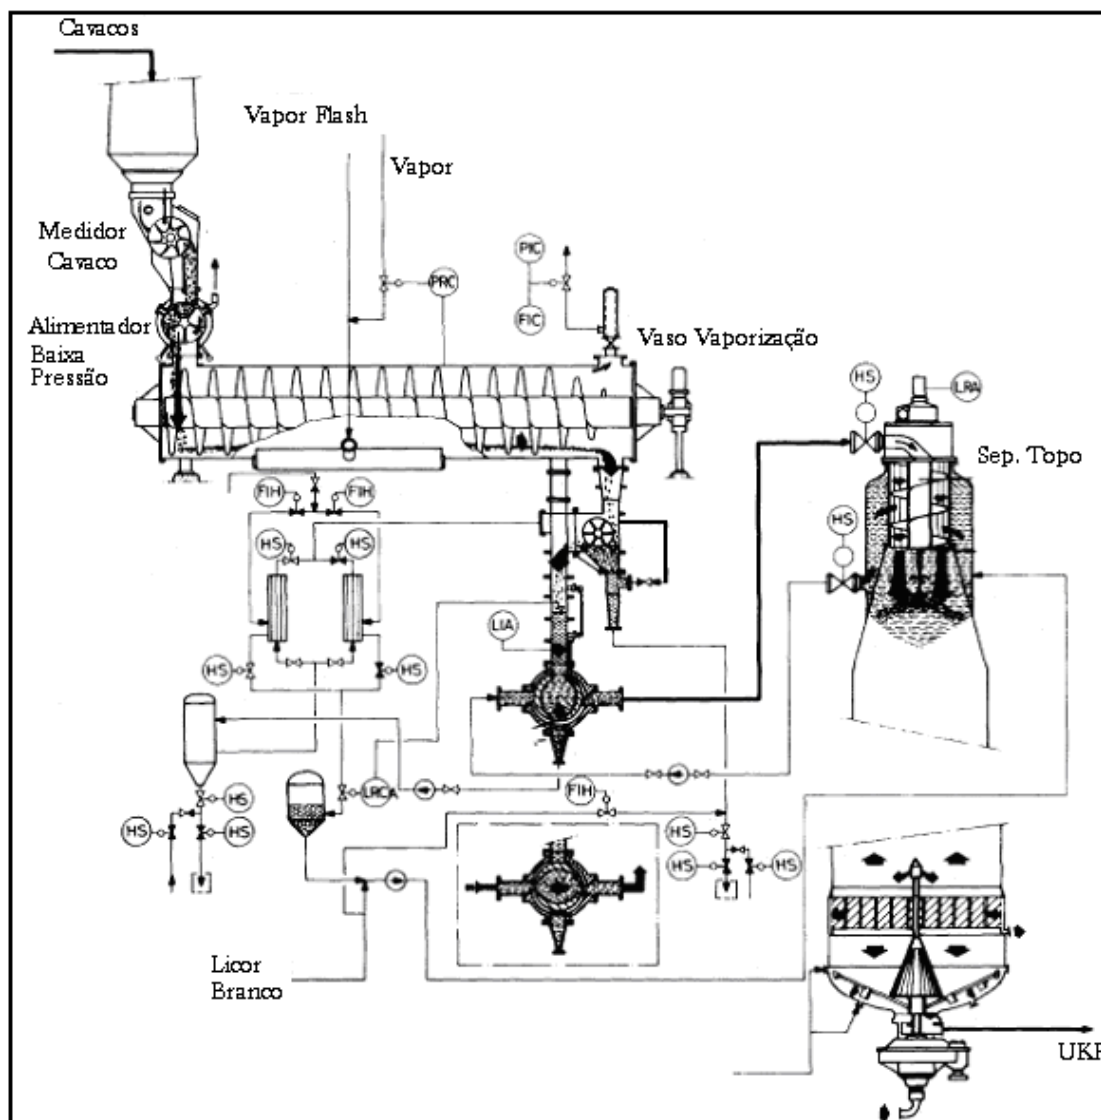 Cavacos
Vapor Flash
Vapor
Medidor
Cavaco
PIC
PRC
FIC
Alimentador
Baixa
Pressão
Vaso Vaporização
HS
LRA
Sep. Topo
FIH
FIH
HS
HS
HS
LIA
HS
HS
HS
LRCA
FIH
HS
HS
HS
HS
HS
Licor
Branco
UKP